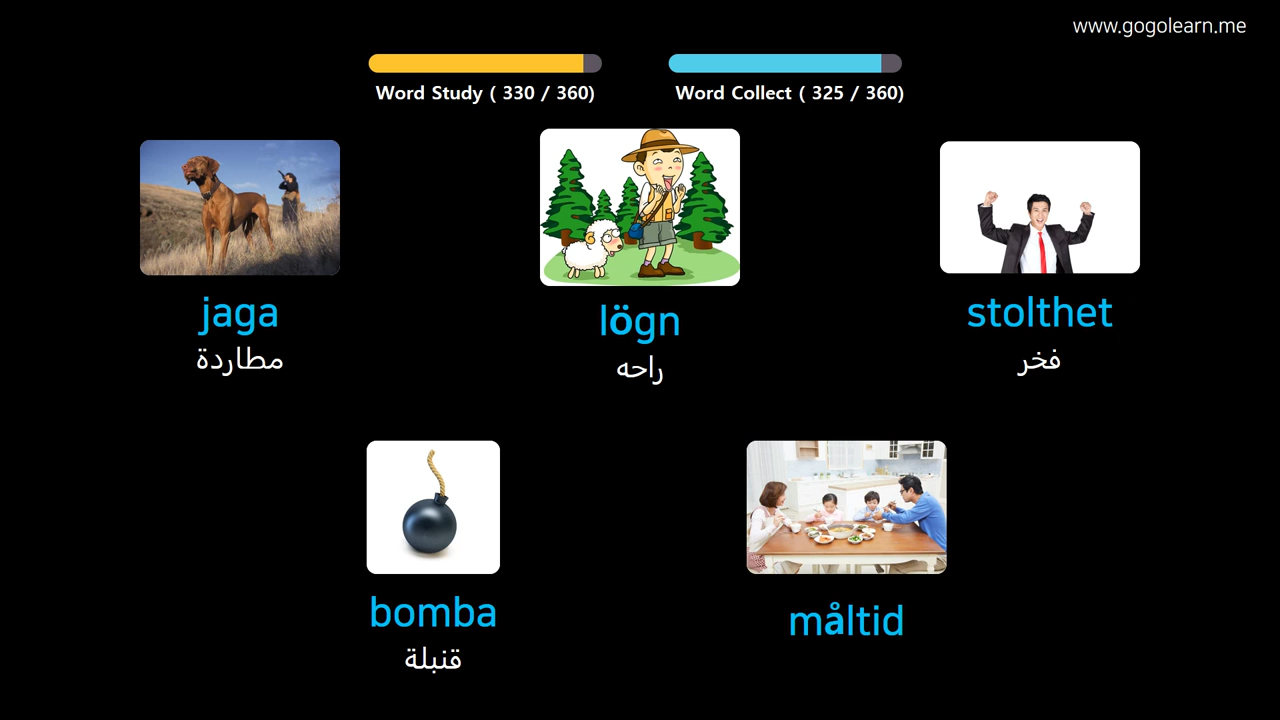 www.gogolearn.me
Word Study ( 330 / 360)
Word Collect ( 325 / 360)
jaga
مطاردة
lögn
راحه
stolthet
فخر
bomba
قنبلة
måltid